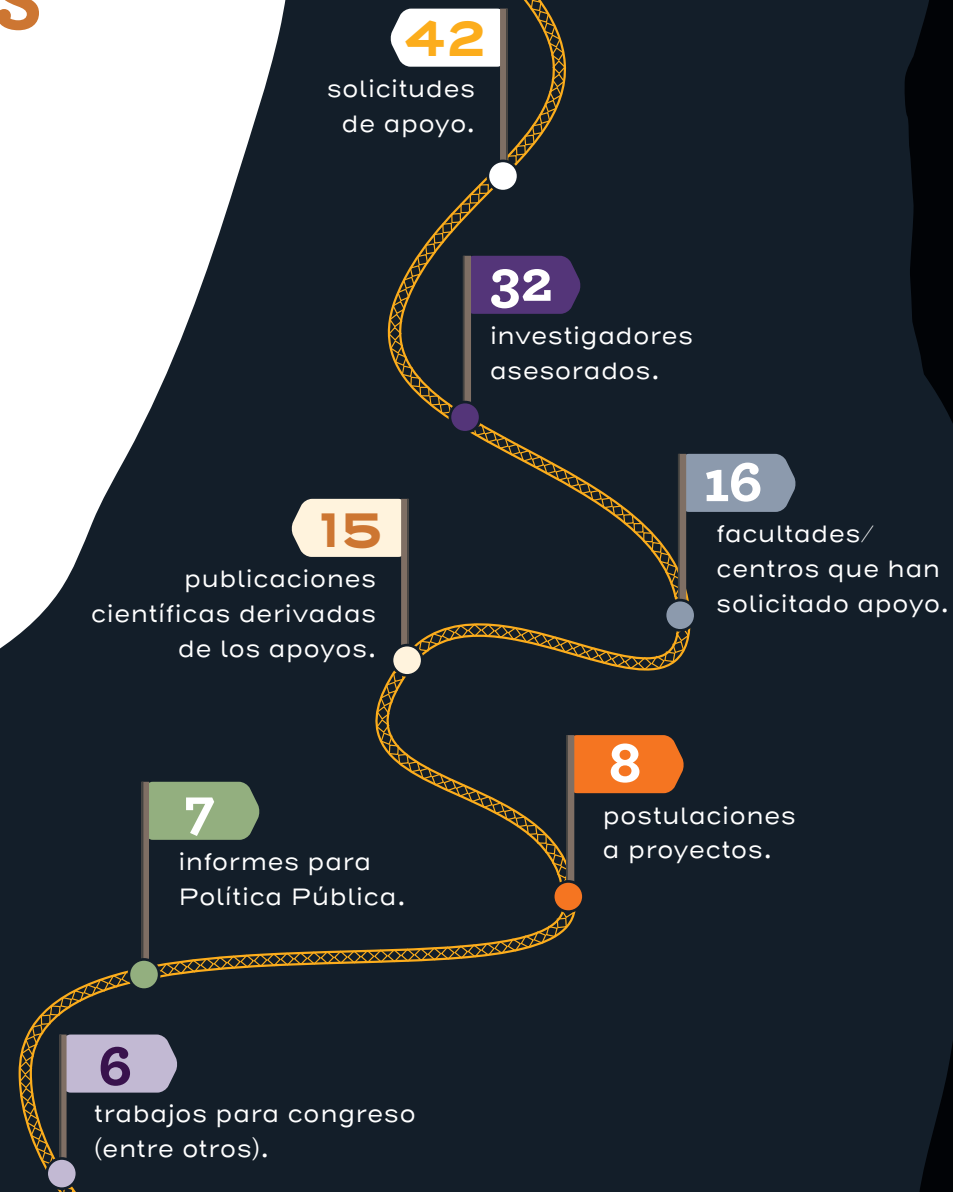 s
42
solicitudes
de apoyo.
32
investigadores
asesorados.
16
facultades/
centros que han
solicitado apoyo.
15
publicaciones
científicas derivadas
de los apoyos.
8
postulaciones
a proyectos.
7
informes para
Política Pública.
6
trabajos para congreso
(entre otros).